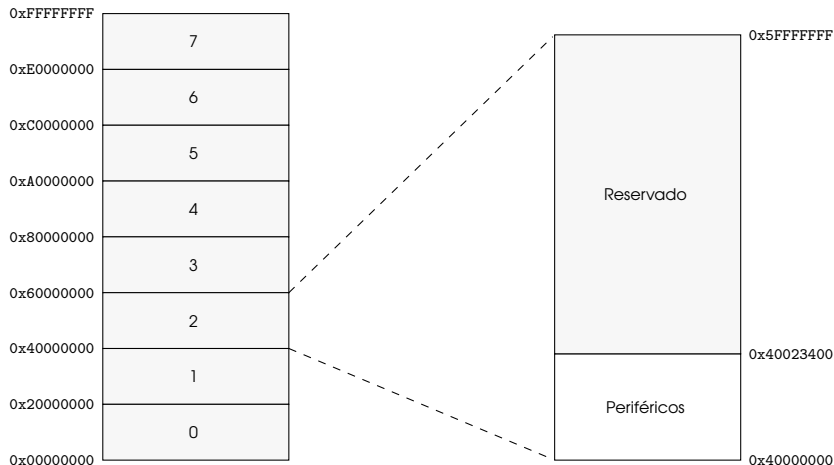 0xFFFFFFFF
7
0xE0000000
6
0xC0000000
5
0xA0000000
4
0x80000000
3
0x60000000
2
0x40000000
1
0x20000000
0
0x00000000
0x5FFFFFFF
Reservado
0x40023400
Periféricos
0x40000000